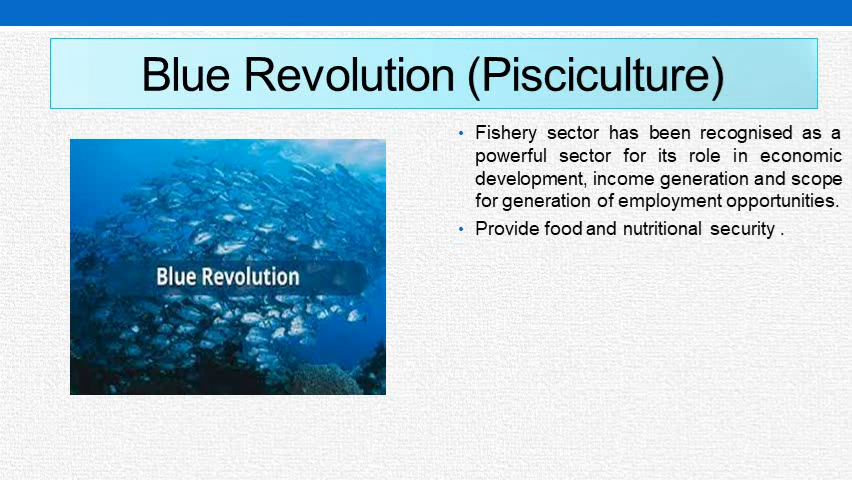 Blue Revolution (Pisciculture)
Blue Revolution
• Fishery sector has been recognised as a
powerful sector for its role in economic
development, income generation and scope
for generation of employment opportunities.
• Provide food and nutritional security .